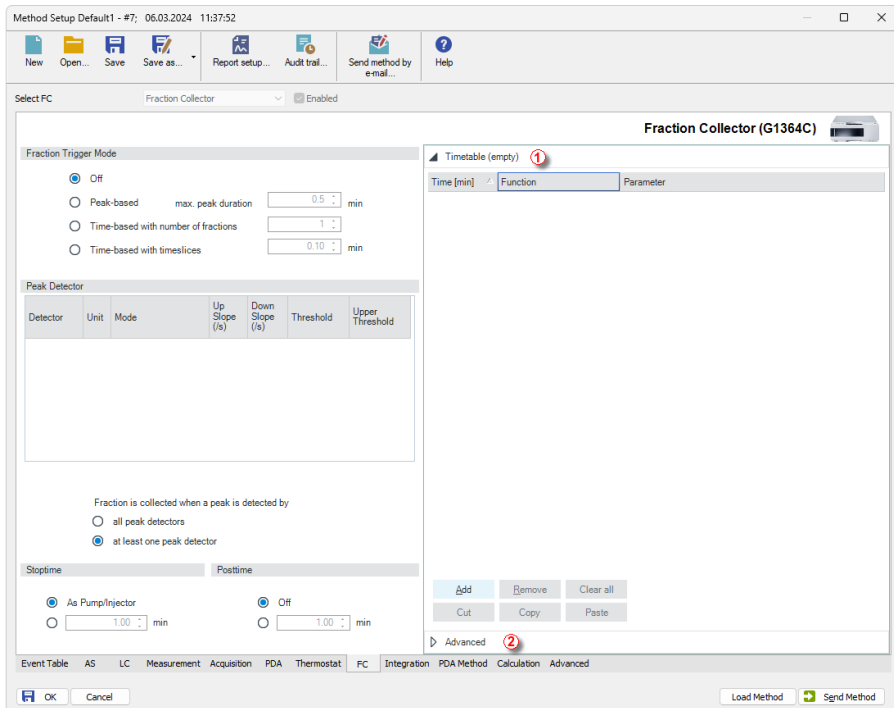 Method Setup Default1 - #7; 06.03.2024 11:37:52
New Open... Save Save as... Report setup... Audit trail... Send method by e-mail... Help
Select FC Fraction Collector Enabled
Fraction Collector (G1364C)
Fraction Trigger Mode
Off
Peak-based max. peak duration 0.5 min
Time-based with number of fractions 1
Time-based with timeslices 0.10 min
Peak Detector
Detector Unit Mode Up Slope (/s) Down Slope (/s) Threshold Upper Threshold
Fraction is collected when a peak is detected by
all peak detectors
at least one peak detector
Stoptime Posttime
As Pump/Injector Off
1.00 min 1.00 min
Timetable (empty) 1
Time [min] Function Parameter
Add Remove Clear all
Cut Copy Paste
Advanced 2
Event Table AS LC Measurement Acquisition PDA Thermostat FC Integration PDA Method Calculation Advanced
OK Cancel Load Method Send Method